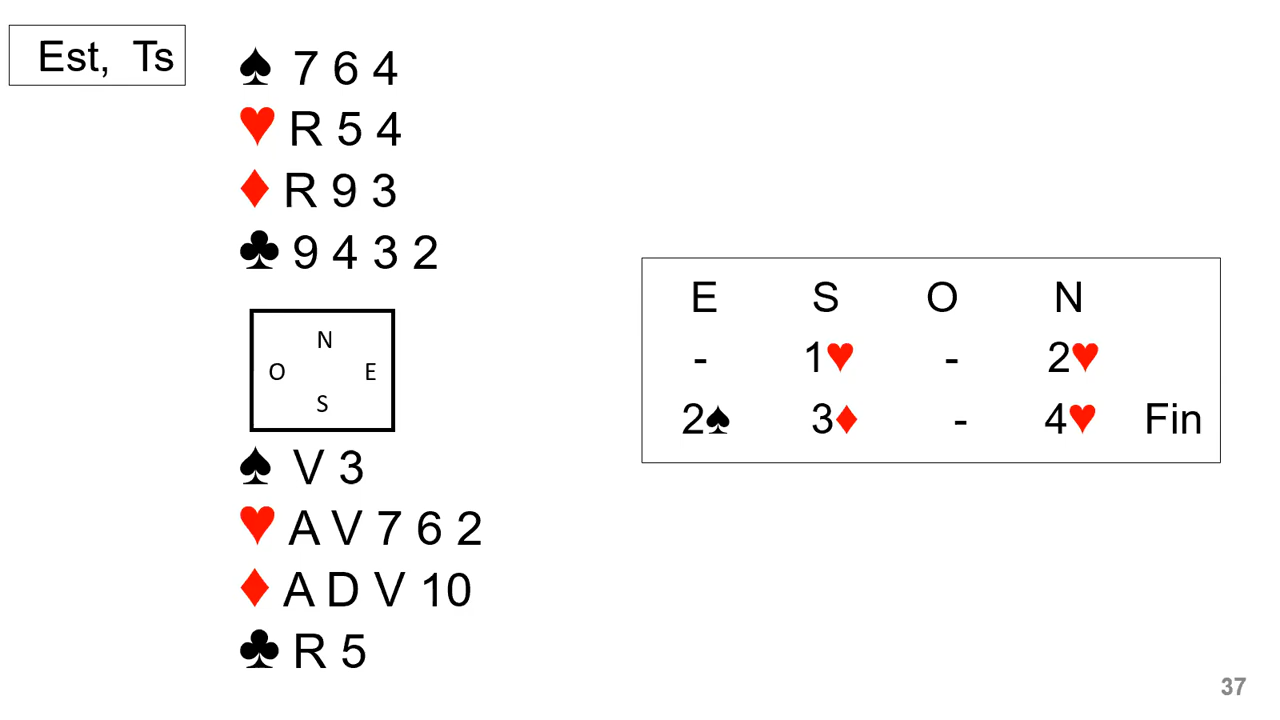 Est, Ts
♠ 7 6 4
♥ R 5 4
♦ R 9 3
♣ 9 4 3 2
N
O E
S
♠ V 3
♥ A V 7 6 2
♦ A D V 10
♣ R 5
E S O N
- 1♥ - 2♥
2♠ 3♦ - 4♥ Fin
37